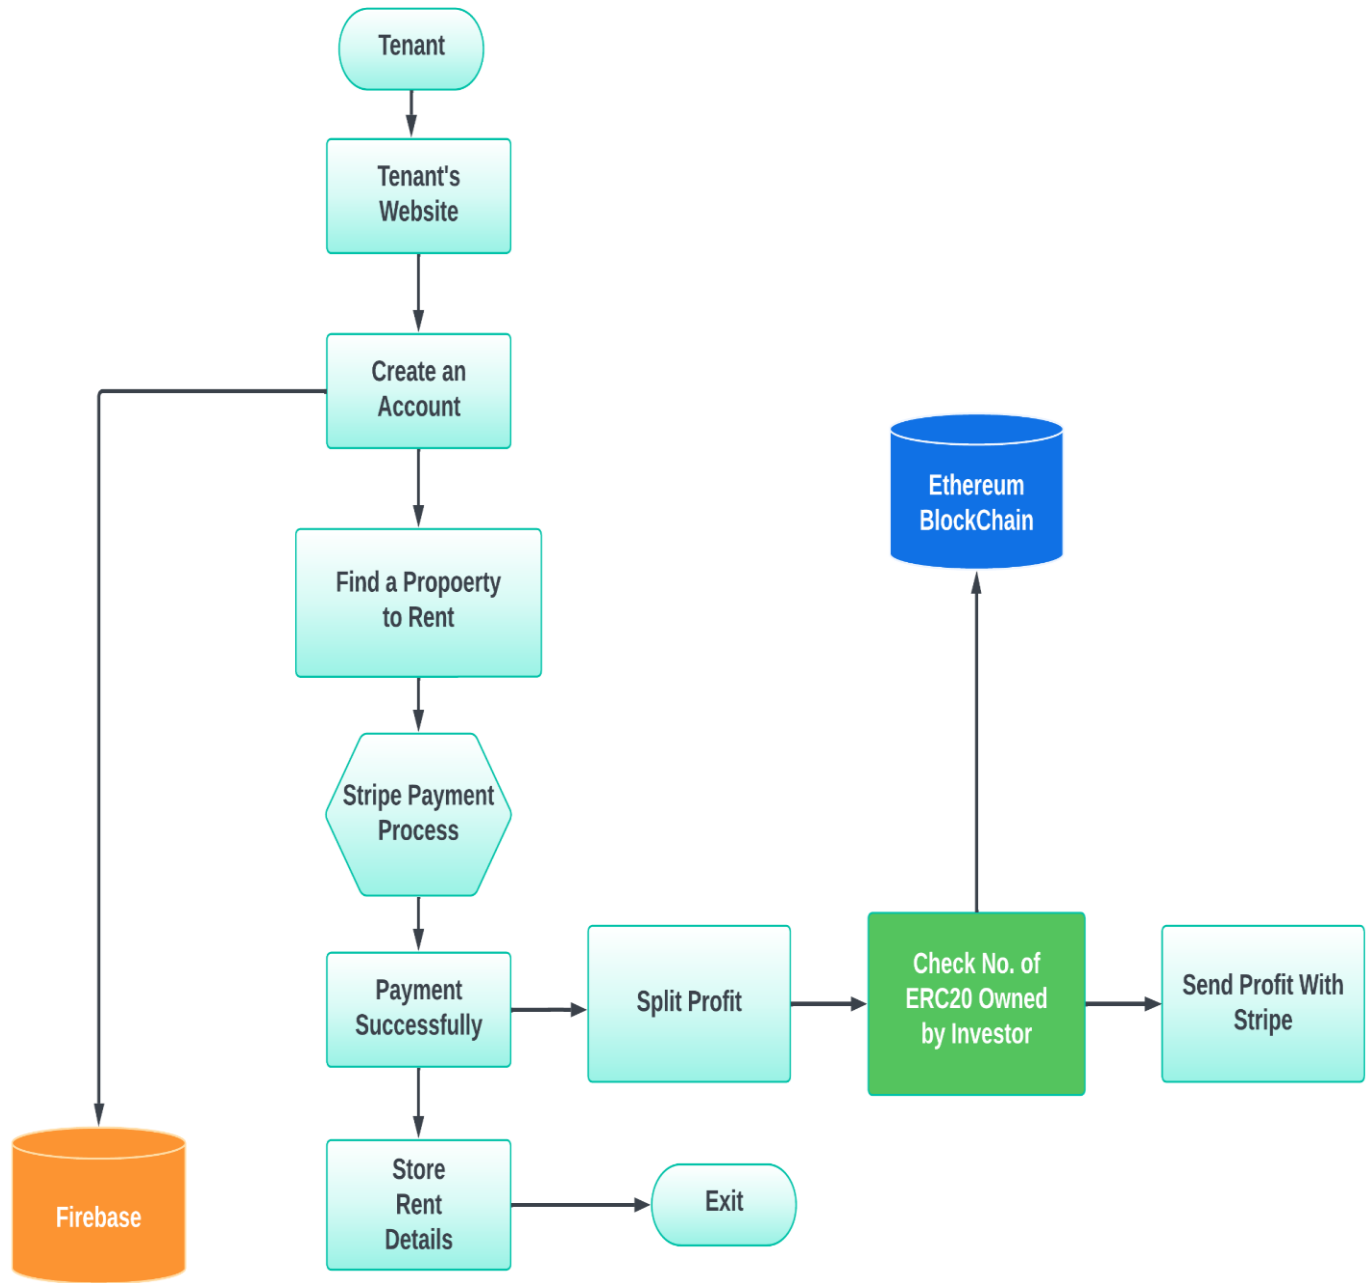 Tenant
Tenant's
Website
Create an
Account
Ethereum
BlockChain
Find a Propoerty
to Rent
Stripe Payment
Process
Payment
Successfully
Split Profit
Check No. of
ERC20 Owned
by Investor
Send Profit With
Stripe
Store
Rent
Details
Exit
Firebase